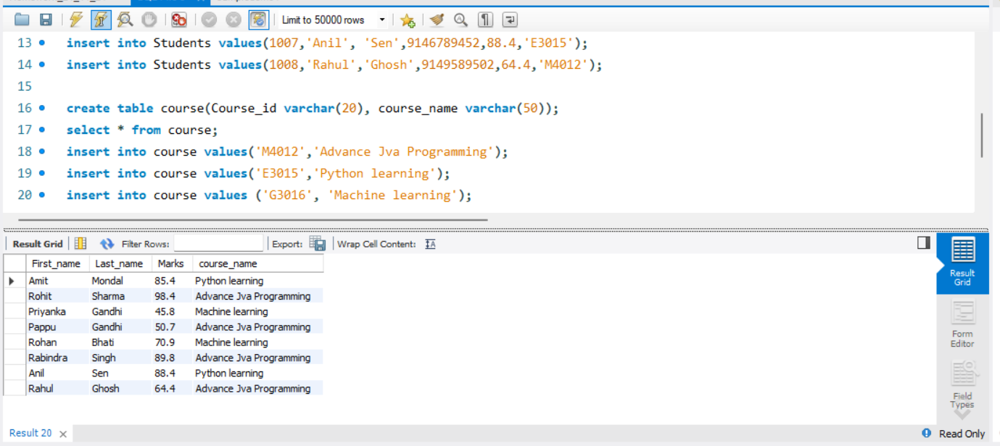 Limit to 50000 rows
13 insert into Students values(1007,'Anil', 'Sen',9146789452,88.4,'E3015');
14 insert into Students values(1008,'Rahul','Ghosh',9149589502,64.4,'M4012');
15
16 create table course(Course_id varchar(20), course_name varchar(50));
17 select * from course;
18 insert into course values('M4012','Advance Jva Programming');
19 insert into course values('E3015','Python learning');
20 insert into course values ('G3016', 'Machine learning');
Result Grid Filter Rows: Export: Wrap Cell Content:
First_name Last_name Marks course_name
Amit Mondal 85.4 Python learning
Rohit Sharma 98.4 Advance Jva Programming
Priyanka Gandhi 45.8 Machine learning
Pappu Gandhi 50.7 Advance Jva Programming
Rohan Bhati 70.9 Machine learning
Rabindra Singh 89.8 Advance Jva Programming
Anil Sen 88.4 Python learning
Rahul Ghosh 64.4 Advance Jva Programming
Result
Grid
Form
Editor
Field
Types
Result 20 Read Only